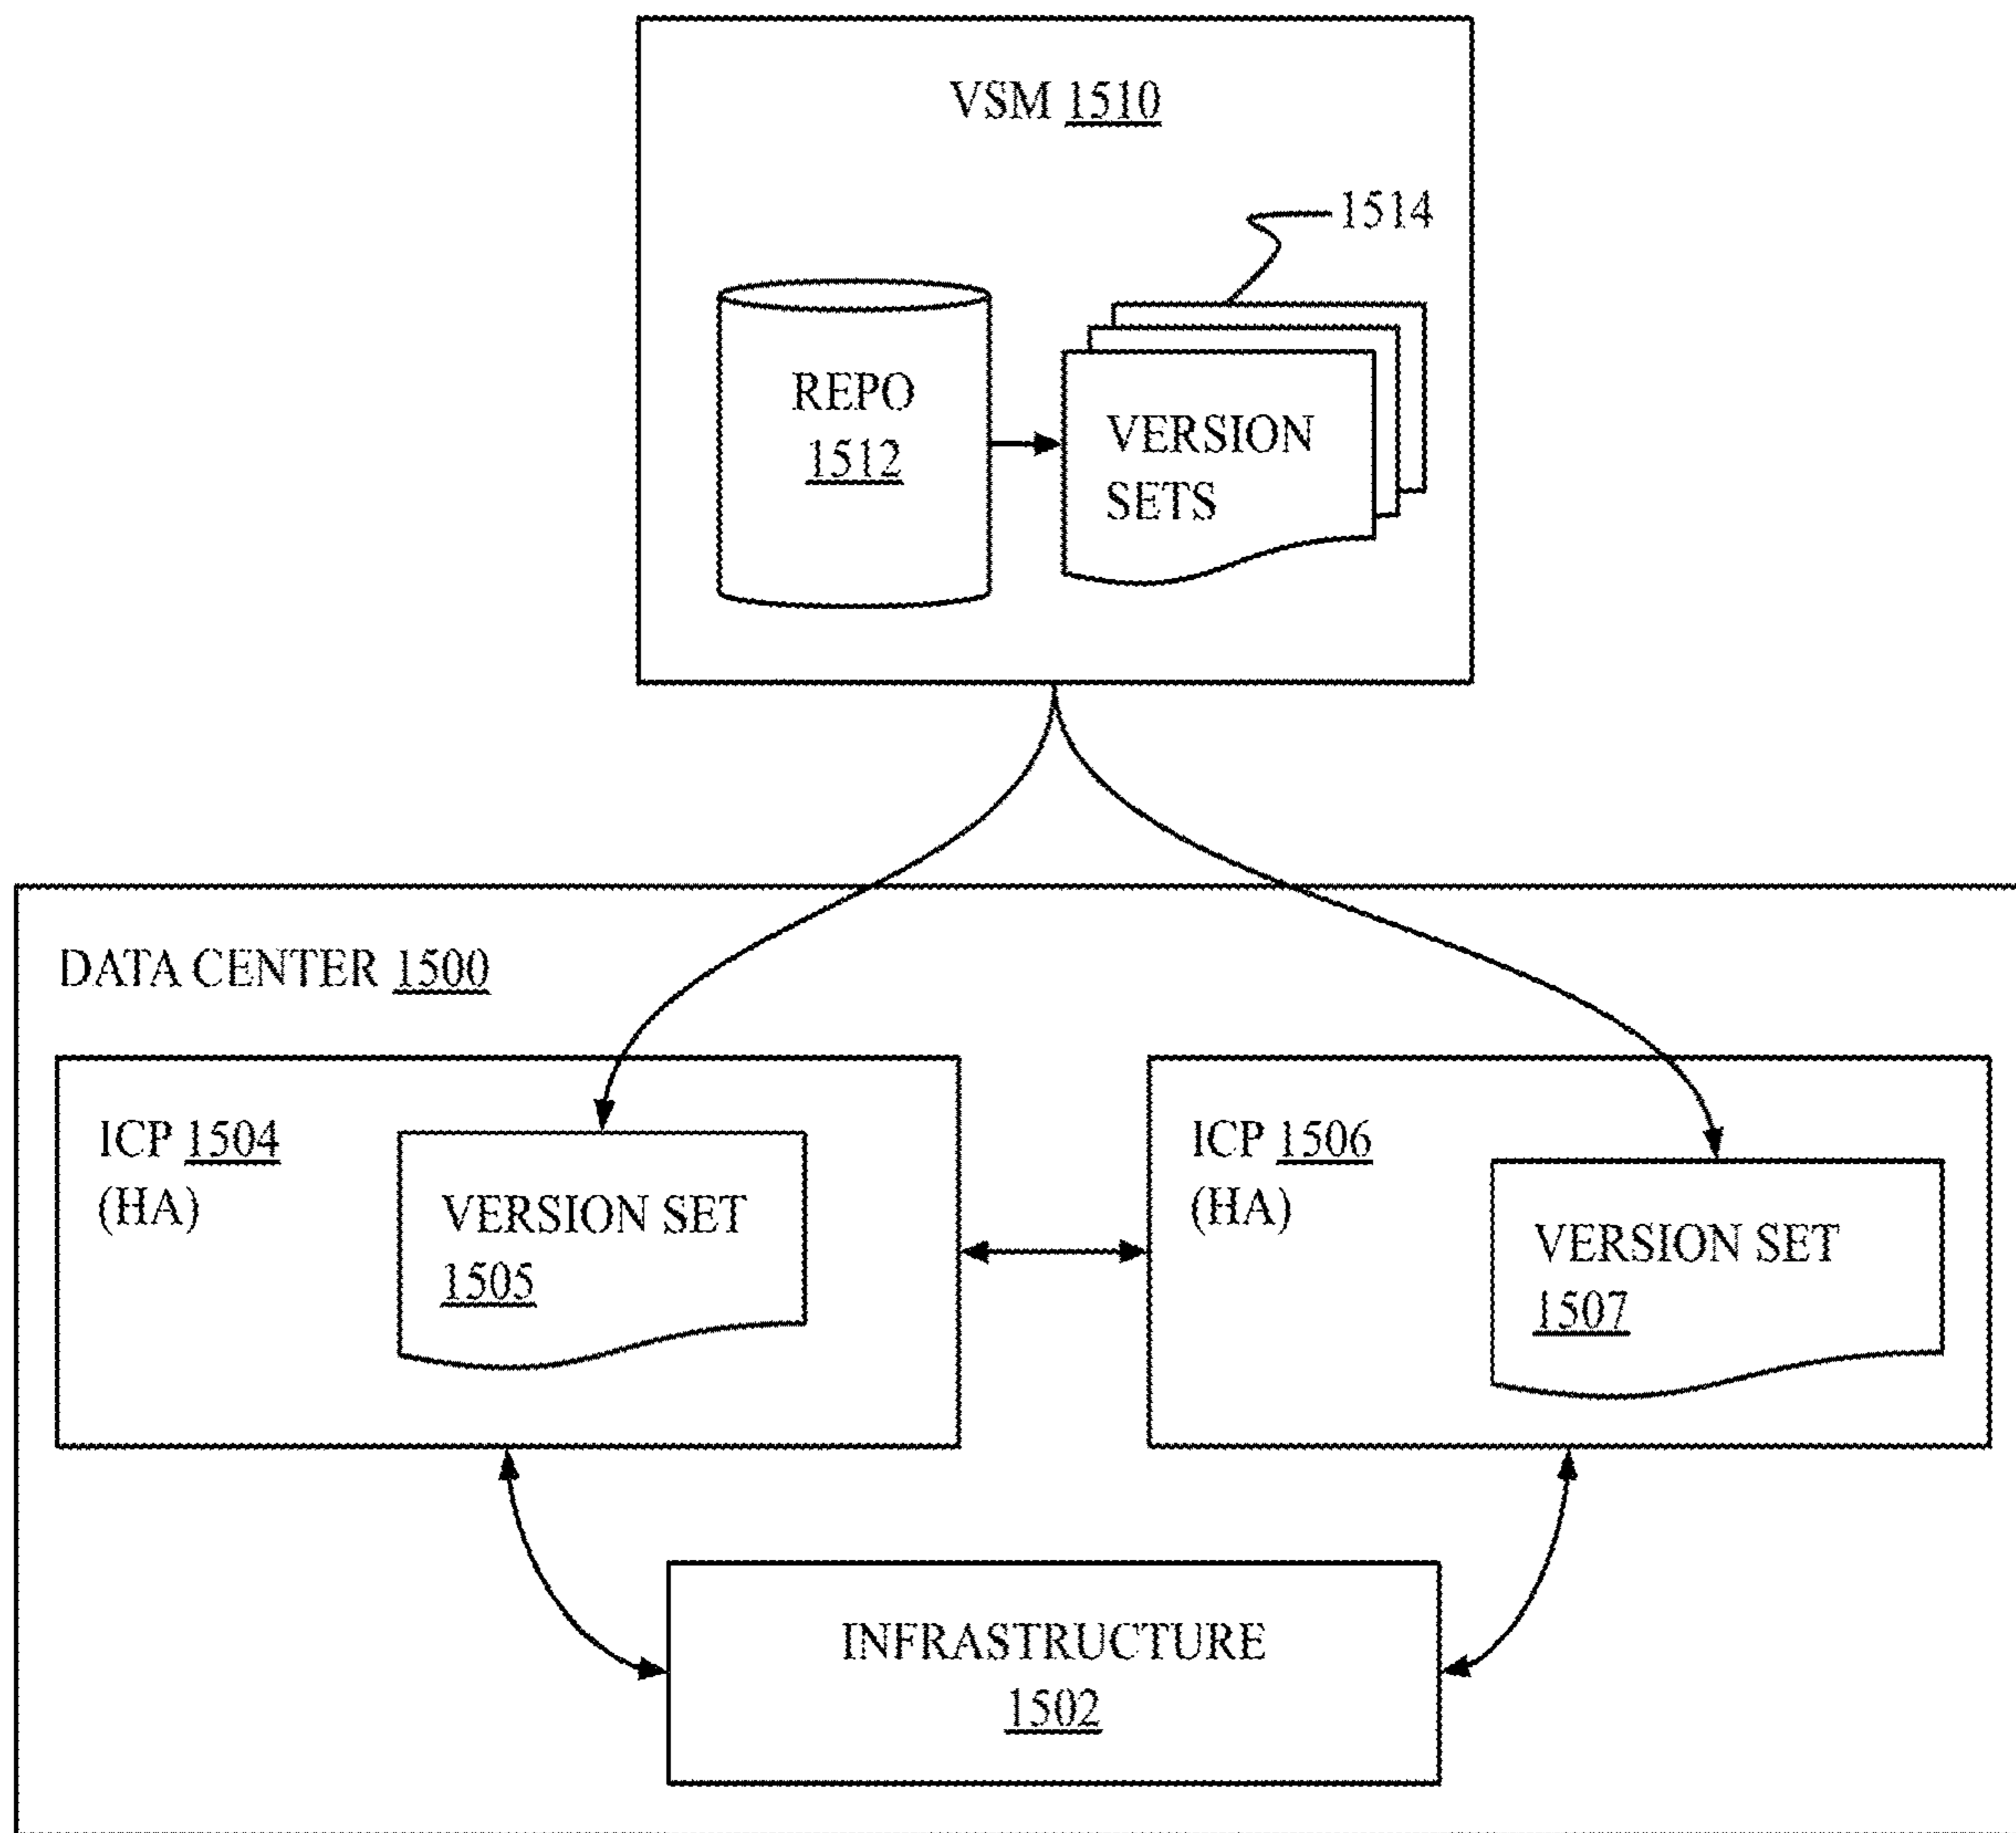 VSM 1510
1514
REPO
1512
VERSION
SETS
DATA CENTER 1500
ICP 1504
(HA)
VERSION SET
1505
ICP 1506
(HA)
VERSION SET
1507
INFRASTRUCTURE
1502